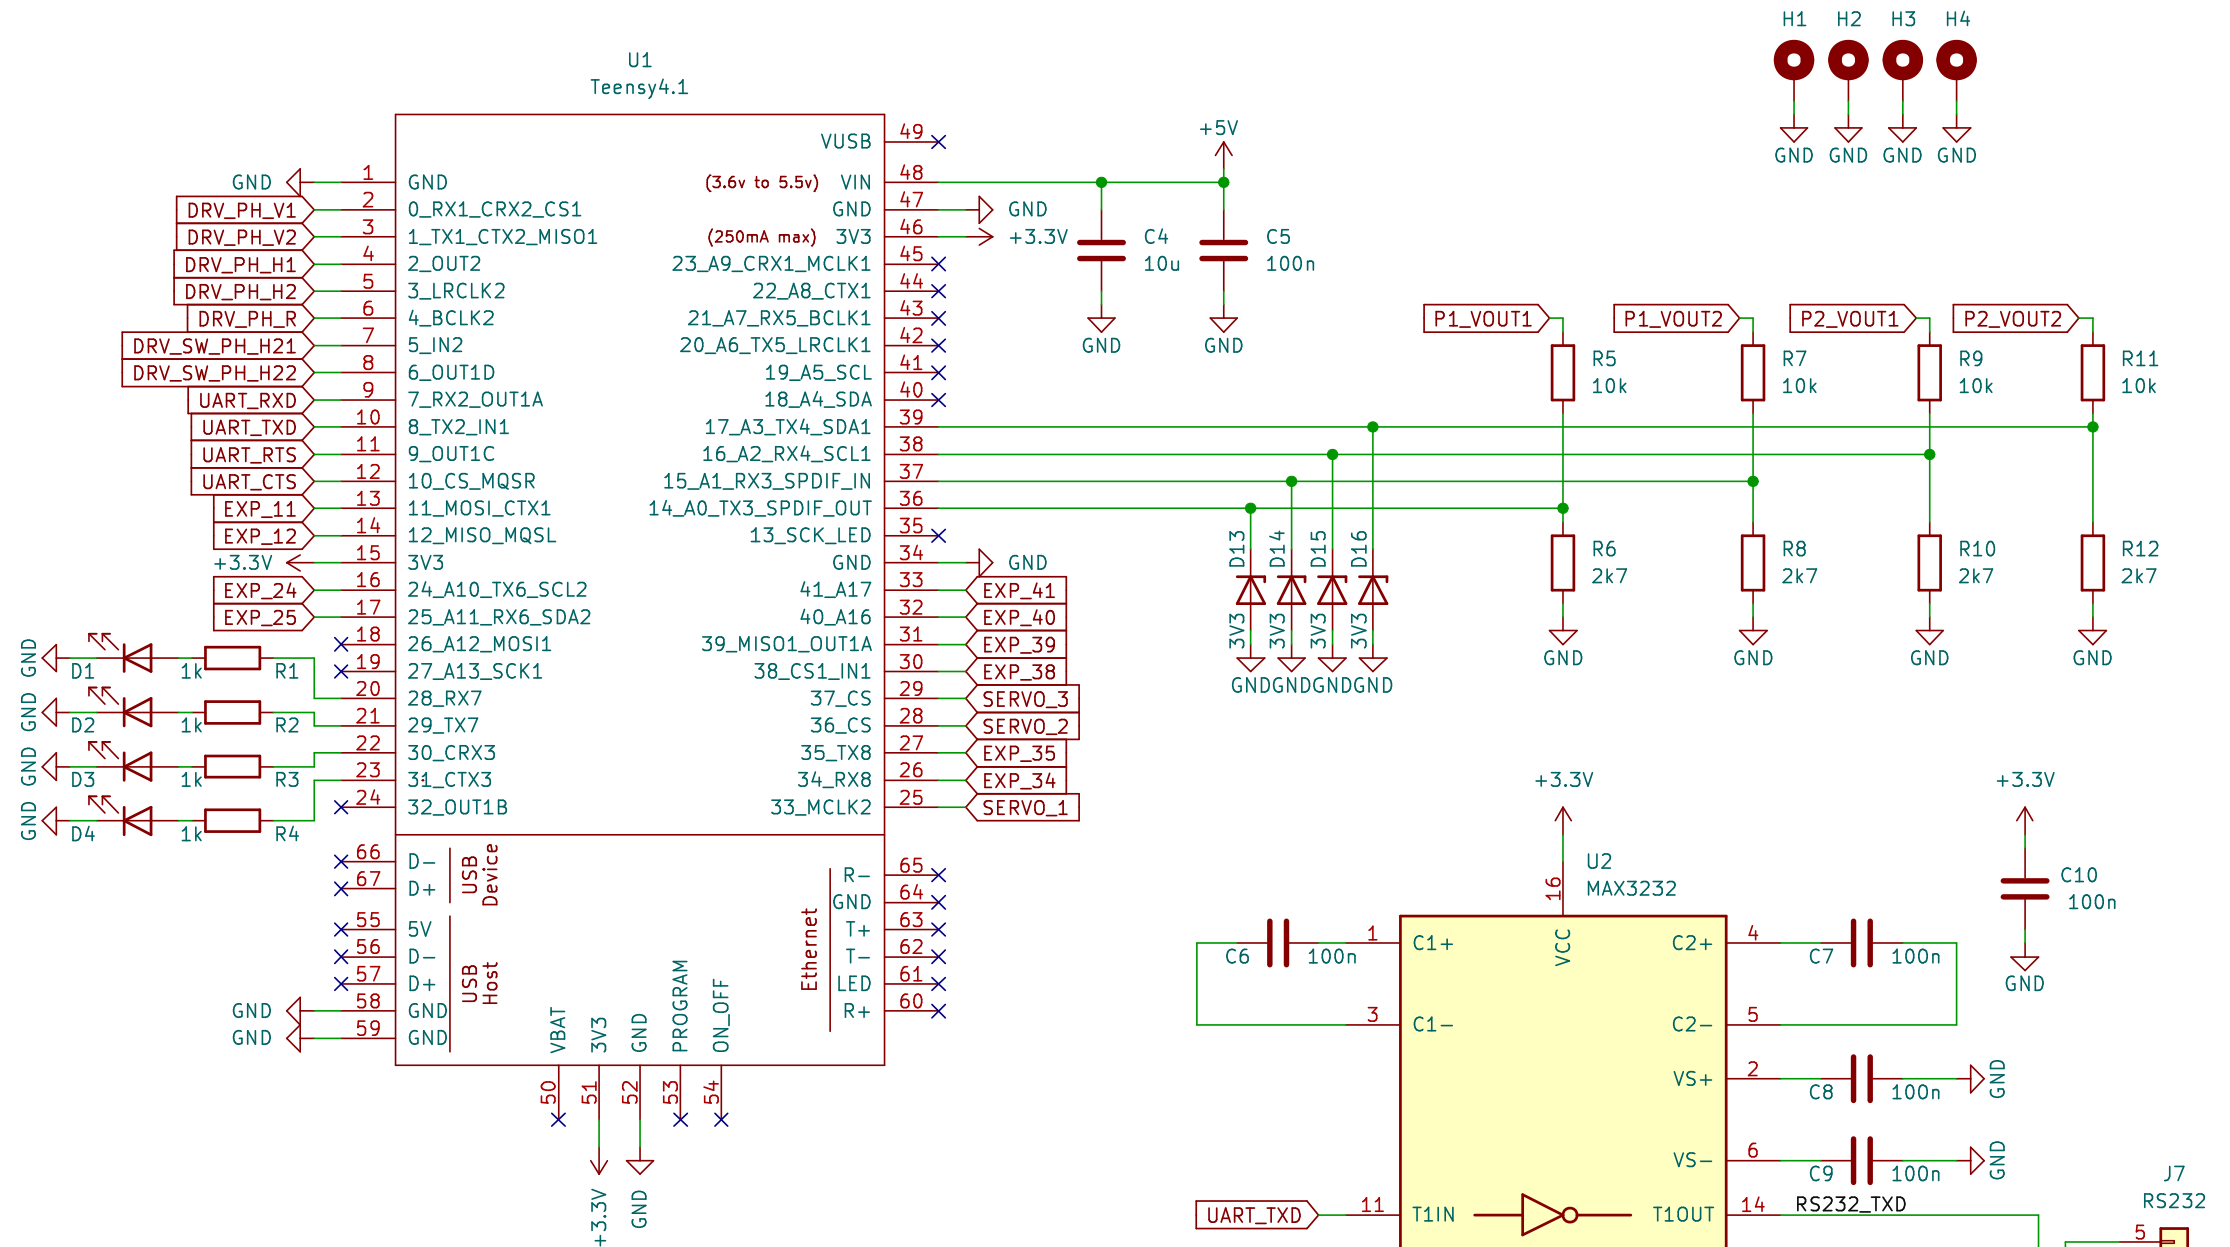 U1
Teensy4.1
H1 H2 H3 H4
GND GND GND GND
GND 1 GND
DRV_PH_V1 2 0_RX1_CRX2_CS1
DRV_PH_V2 3 1_TX1_CTX2_MISO1
DRV_PH_H1 4 2_OUT2
DRV_PH_H2 5 3_LRCLK2
DRV_PH_R 6 4_BCLK2
DRV_SW_PH_H21 7 5_IN2
DRV_SW_PH_H22 8 6_OUT1D
UART_RXD 9 7_RX2_OUT1A
UART_TXD 10 8_TX2_IN1
UART_RTS 11 9_OUT1C
UART_CTS 12 10_CS_MQSR
EXP_11 13 11_MOSI_CTX1
EXP_12 14 12_MISO_MQSL
+3.3V 15 3V3
EXP_24 16 24_A10_TX6_SCL2
EXP_25 17 25_A11_RX6_SDA2
18 26_A12_MOSI1
19 27_A13_SCK1
20 28_RX7
21 29_TX7
22 30_CRX3
23 31_CTX3
24 32_OUT1B
GND D1 1k R1
GND D2 1k R2
GND D3 1k R3
GND D4 1k R4
VUSB 49
(3.6v to 5.5v) VIN 48
GND 47 GND
(250mA max) 3V3 46 +3.3V
23_A9_CRX1_MCLK1 45
22_A8_CTX1 44
21_A7_RX5_BCLK1 43
20_A6_TX5_LRCLK1 42
19_A5_SCL 41
18_A4_SDA 40
17_A3_TX4_SDA1 39
16_A2_RX4_SCL1 38
15_A1_RX3_SPDIF_IN 37
14_A0_TX3_SPDIF_OUT 36
13_SCK_LED 35
GND 34 GND
41_A17 33 EXP_41
40_A16 32 EXP_40
39_MISO1_OUT1A 31 EXP_39
38_CS1_IN1 30 EXP_38
37_CS 29 SERVO_3
36_CS 28 SERVO_2
35_TX8 27 EXP_35
34_RX8 26 EXP_34
33_MCLK2 25 SERVO_1
66 D-
67 D+
USB
Device
55 5V
56 D-
57 D+
GND 58 GND
GND 59 GND
USB
Host
R- 65
GND 64
T+ 63
T- 62
LED 61
R+ 60
Ethernet
VBAT 3V3 GND PROGRAM ON_OFF
50 51 52 53 54
+3.3V GND
+5V
C4 C5
10u 100n
GND GND
P1_VOUT1 P1_VOUT2 P2_VOUT1 P2_VOUT2
R5 R7 R9 R11
10k 10k 10k 10k
D13 D14 D15 D16
3V3 3V3 3V3 3V3
GND GND GND GND
R6 R8 R10 R12
2k7 2k7 2k7 2k7
GND GND GND GND
+3.3V +3.3V
U2
MAX3232
16
VCC
C10
100n
GND
C6 100n 1 C1+
3 C1-
C2+ 4 C7 100n
C2- 5
VS+ 2 C8 100n GND
VS- 6 C9 100n GND
UART_TXD 11 T1IN
T1OUT 14 RS232_TXD
J7
RS232
5